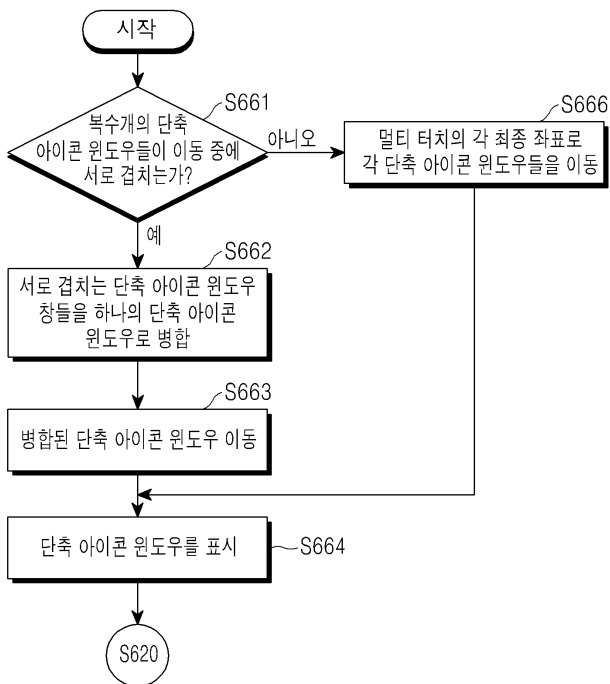 시작
S661
복수개의 단축
아이콘 윈도우들이 이동 중에
서로 겹치는가?
아니오
S666
멀티 터치의 각 최종 좌표로
각 단축 아이콘 윈도우들을 이동
예
S662
서로 겹치는 단축 아이콘 윈도우
창들을 하나의 단축 아이콘
윈도우로 병합
S663
병합된 단축 아이콘 윈도우 이동
단축 아이콘 윈도우를 표시
S664
S620